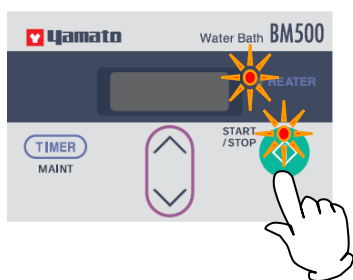 Yamato
Water Bath BM500
HEATER
START
/STOP
TIMER
MAINT